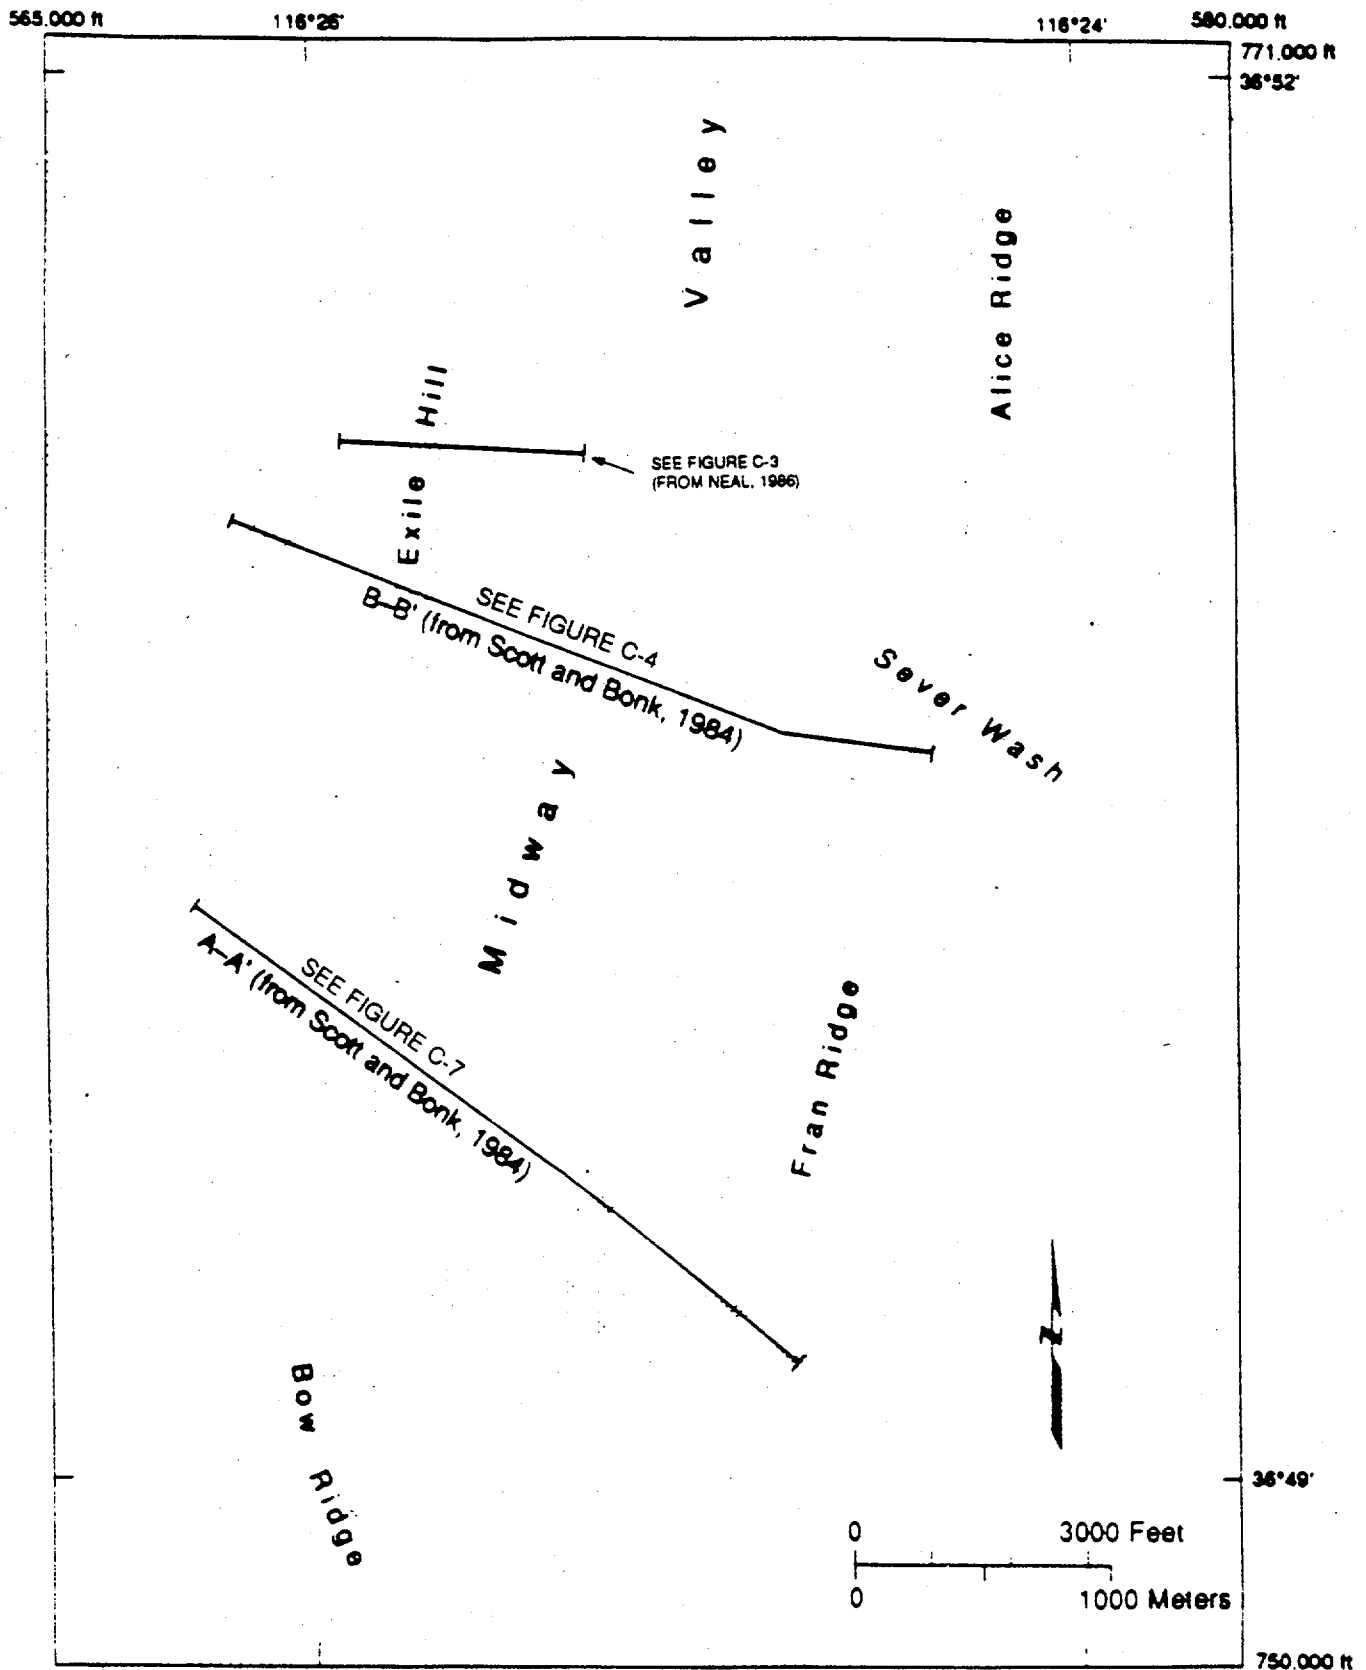 565.000 ft 116°26' 116°24' 580.000 ft
771.000 ft
36°52'
Valley
Alice Ridge
Exile Hill
SEE FIGURE C-3
(FROM NEAL, 1986)
SEE FIGURE C-4
B-B' (from Scott and Bonk, 1984)
Sever Wash
Midway
SEE FIGURE C-7
A-A' (from Scott and Bonk, 1984)
Fran Ridge
N
Bow Ridge
36°49'
0 3000 Feet
0 1000 Meters
750.000 ft